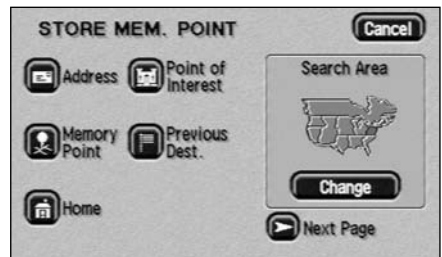 STORE MEM. POINT
Cancel
Address
Point of
Interest
Search Area
Memory
Point
Previous
Dest.
Change
Home
Next Page